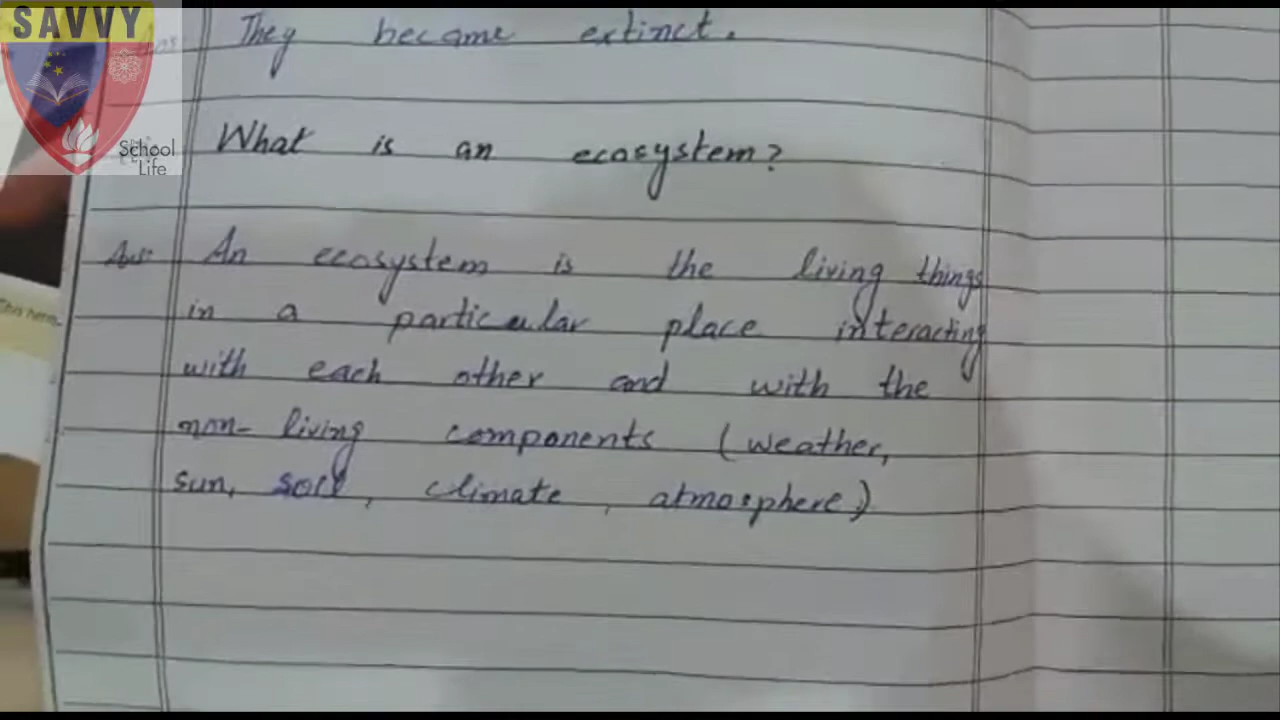 SAVVY
School
Life
They became extinct.
What is an ecosystem?
Ans: An ecosystem is the living things
in a particular place interacting
with each other and with the
non-living components (weather,
sun, soil, climate, atmosphere)